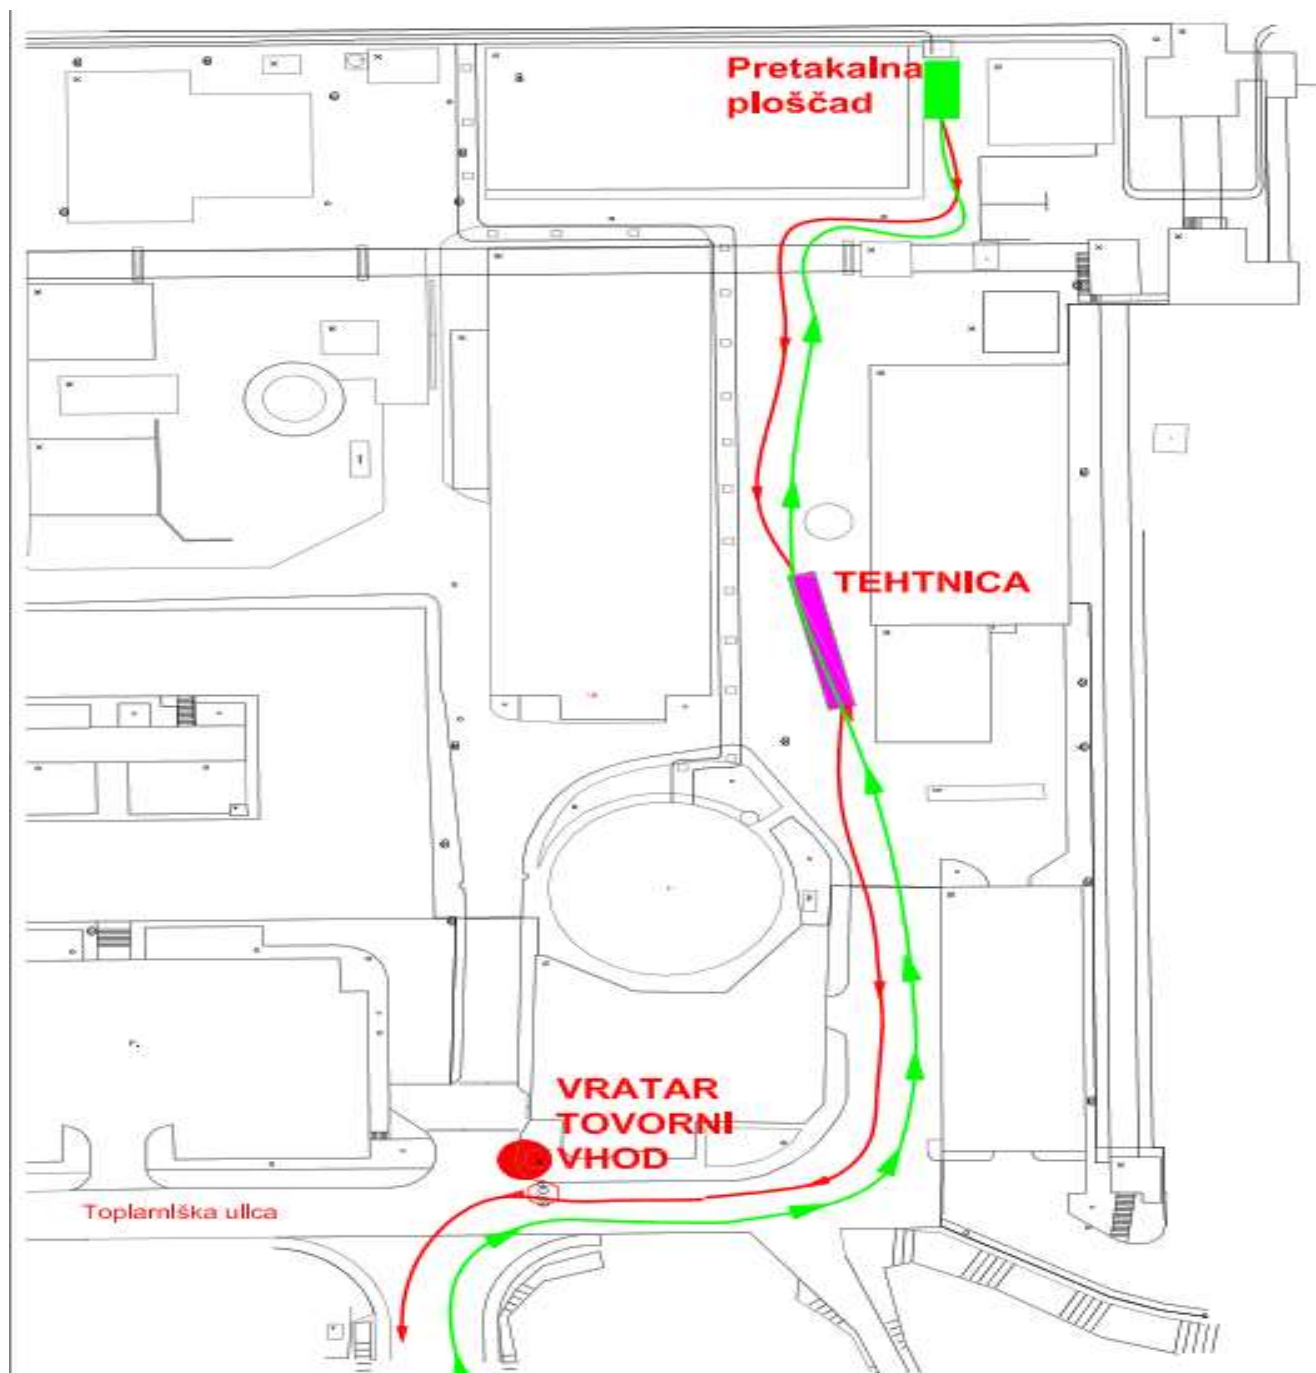 Pretakalna
ploščad
TEHTNICA
VRATAR
TOVORNI
VHOD
Toplarniška ulica